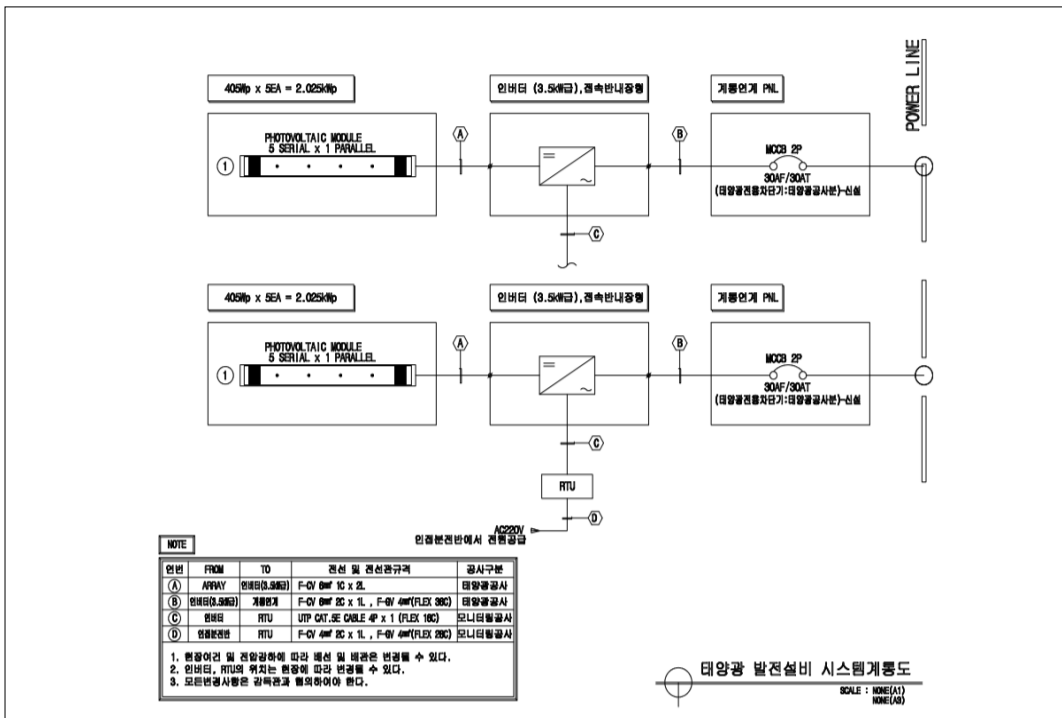 405Wp x 5EA = 2.025kWp
인버터 (3.5kW급),접속반내장형
계통연계 PNL
POWER LINE
PHOTOVOLTAIC MODULE
5 SERIAL x 1 PARALLEL
1
A
B
MCCB 2P
30AF/30AT
(태양광전용차단기:태양광공사분)-신설
C
405Wp x 5EA = 2.025kWp
인버터 (3.5kW급),접속반내장형
계통연계 PNL
PHOTOVOLTAIC MODULE
5 SERIAL x 1 PARALLEL
1
A
B
MCCB 2P
30AF/30AT
(태양광전용차단기:태양광공사분)-신설
C
RTU
D
AC220V
인접분전반에서 전원공급
NOTE
연번 FROM TO 전선 및 전선관규격 공사구분
A ARRAY 인버터(3.5kW급) F-CV 6㎟ 1C x 2L 태양광공사
B 인버터(3.5kW급) 계통연계 F-CV 6㎟ 2C x 1L , F-GV 4㎟(FLEX 36C) 태양광공사
C 인버터 RTU UTP CAT.5E CABLE 4P x 1 (FLEX 16C) 모니터링공사
D 인접분전반 RTU F-CV 4㎟ 2C x 1L , F-GV 4㎟(FLEX 28C) 모니터링공사
1. 현장여건 및 전압강하에 따라 배선 및 배관은 변경될 수 있다.
2. 인버터, RTU의 위치는 현장에 따라 변경될 수 있다.
3. 모든변경사항은 감독관과 협의하여야 한다.
태양광 발전설비 시스템계통도
SCALE : NONE(A1)
NONE(A3)